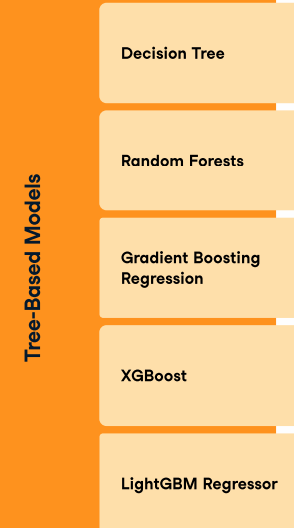 Tree-Based Models
Decision Tree
Random Forests
Gradient Boosting
Regression
XGBoost
LightGBM Regressor